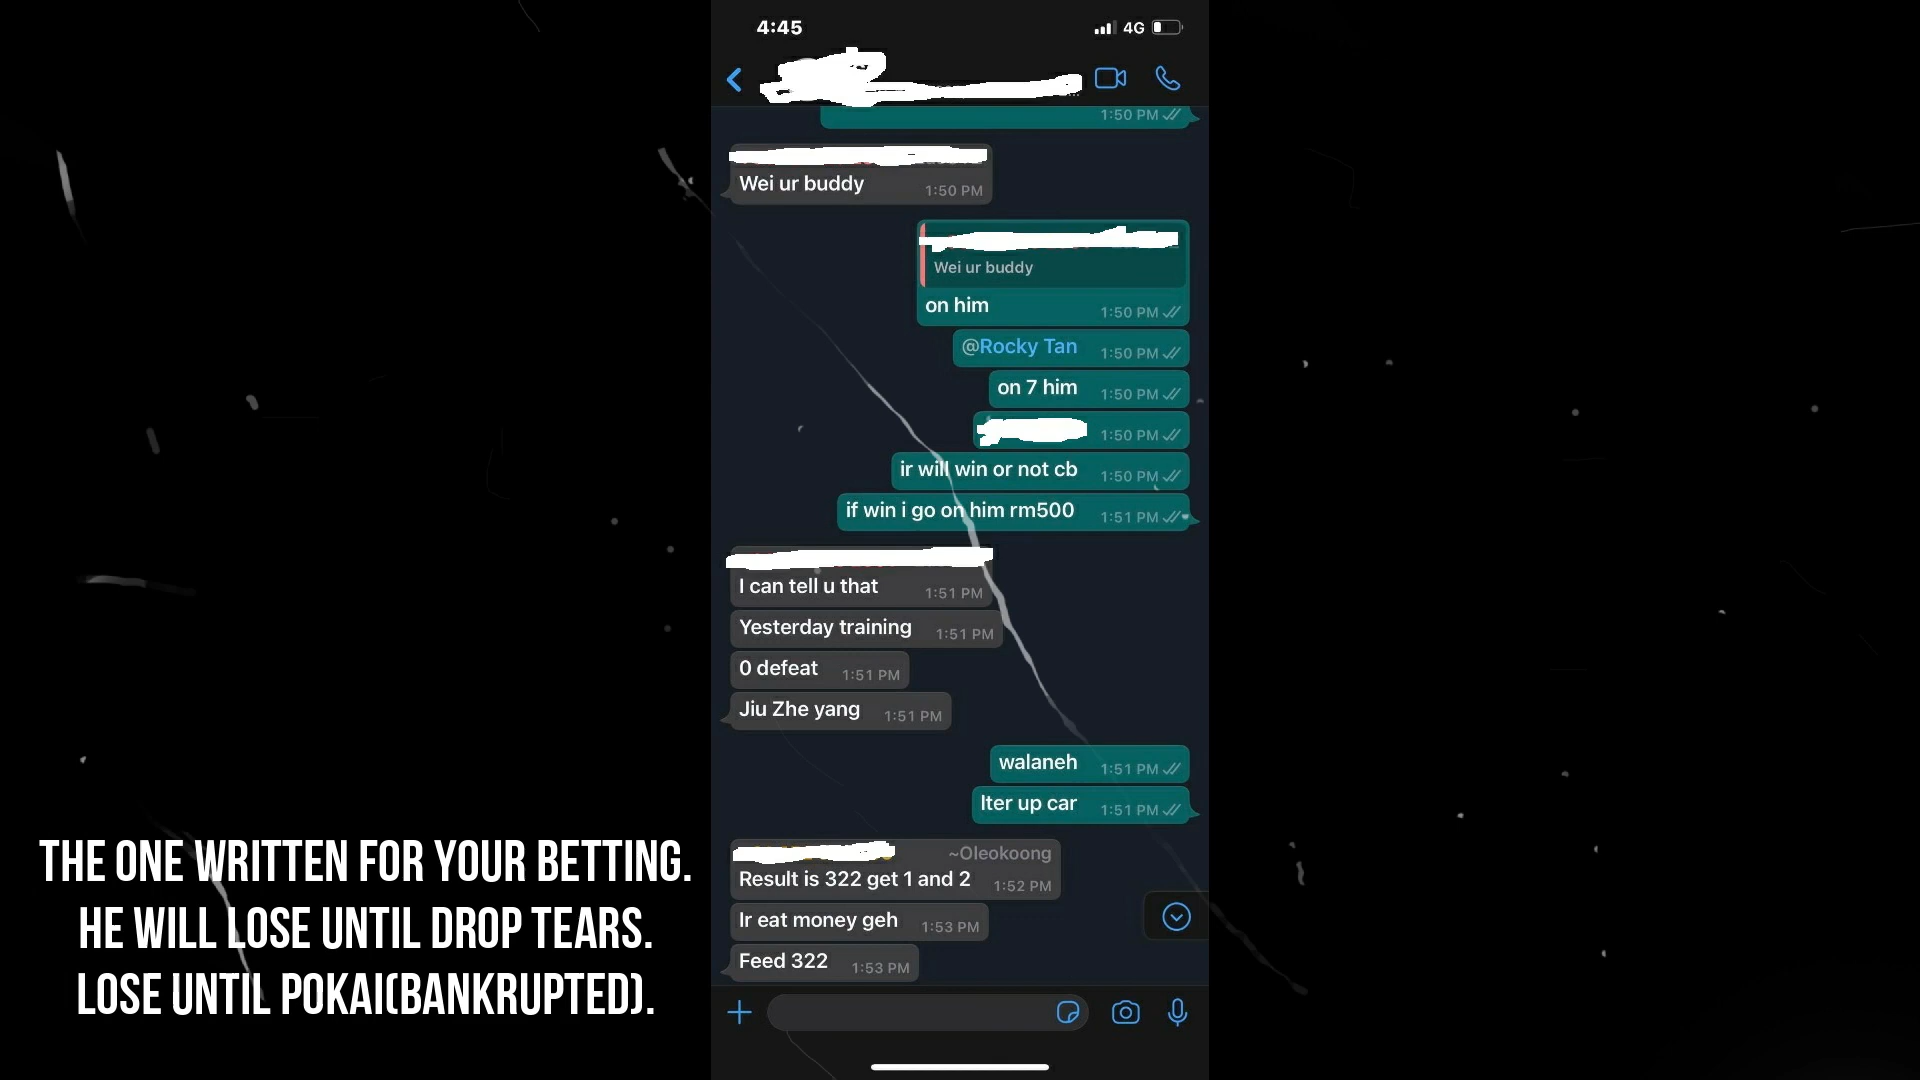 4:45
4G
1:50 PM
Wei ur buddy
1:50 PM
Wei ur buddy
on him
1:50 PM
@Rocky Tan
1:50 PM
on 7 him
1:50 PM
1:50 PM
ir will win or not cb
1:50 PM
if win i go on him rm500
1:51 PM
I can tell u that
1:51 PM
Yesterday training
1:51 PM
0 defeat
1:51 PM
Jiu Zhe yang
1:51 PM
walaneh
1:51 PM
Iter up car
1:51 PM
~Oleokoong
Result is 322 get 1 and 2
1:52 PM
Ir eat money geh
1:53 PM
Feed 322
1:53 PM
THE ONE WRITTEN FOR YOUR BETTING.
HE WILL LOSE UNTIL DROP TEARS.
LOSE UNTIL POKAI(BANKRUPTED).